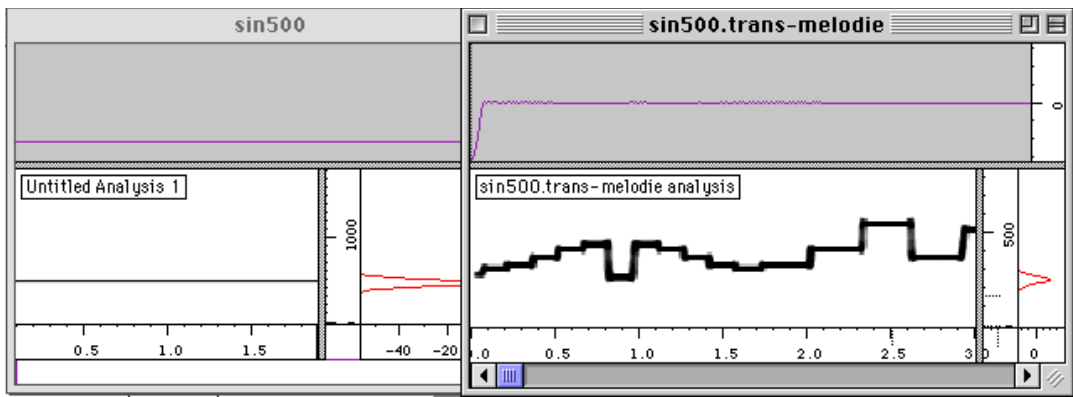 sin500
Untitled Analysis 1
1000
0.5 1.0 1.5
-40 -20
sin500.trans-melodie
0
sin500.trans-melodie analysis
500
.0 0.5 1.0 1.5 2.0 2.5 3.0
0